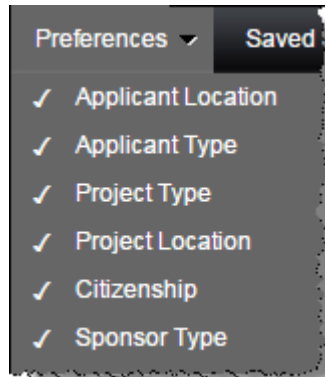 Preferences Saved
✓ Applicant Location
✓ Applicant Type
✓ Project Type
✓ Project Location
✓ Citizenship
✓ Sponsor Type